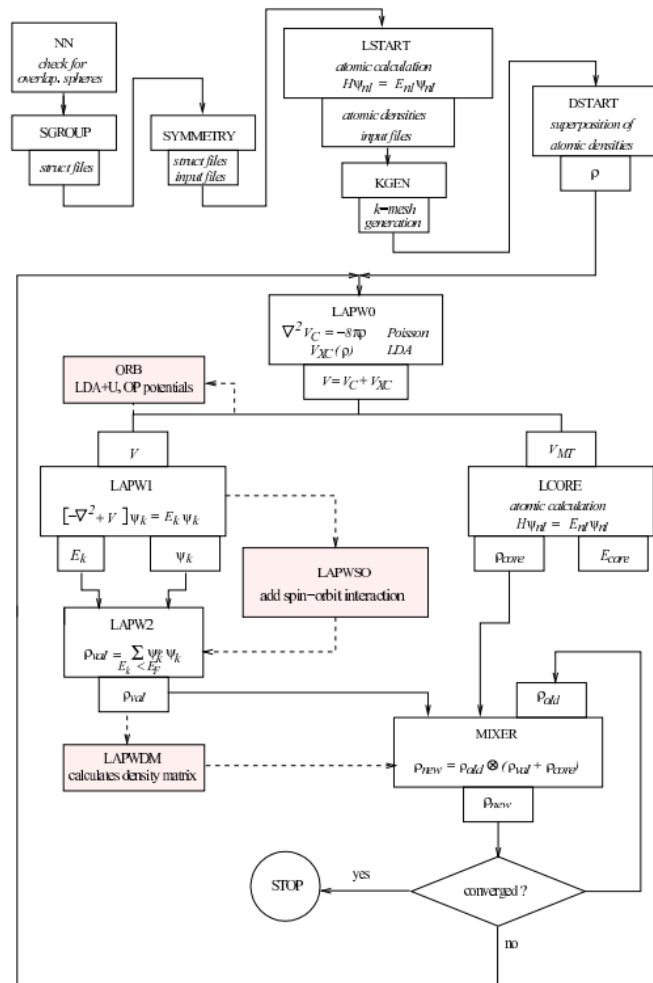 NN
check for
overlap. spheres
SGROUP
struct files
SYMMETRY
struct files
input files
LSTART
atomic calculation
Hψnl = Enl ψnl
atomic densities
input files
KGEN
k−mesh
generation
DSTART
superposition of
atomic densities
ρ
LAPW0
∇²VC = −8πρ Poisson
VXC(ρ) LDA
V = VC + VXC
ORB
LDA+U, OP potentials
V
LAPW1
[−∇²+V]ψk = Ek ψk
Ek ψk
VMT
LCORE
atomic calculation
Hψnl = Enl ψnl
ρcore Ecore
LAPWSO
add spin−orbit interaction
LAPW2
ρval = Σ ψ*k ψk
Ek < EF
ρval
LAPWDM
calculates density matrix
ρold
MIXER
ρnew = ρold ⊗ (ρval + ρcore)
ρnew
STOP
yes
converged ?
no